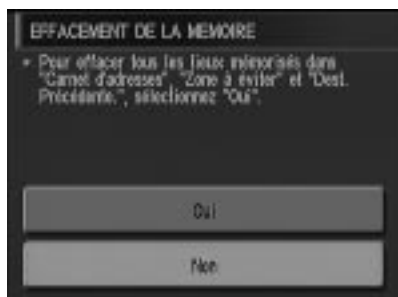 EFFACEMENT DE LA MEMOIRE
• Pour effacer tous les lieux mémorisés dans
"Carnet d'adresses", "Zone à éviter" et "Dest.
Précédante.", sélectionnez "Oui".
Oui
Non